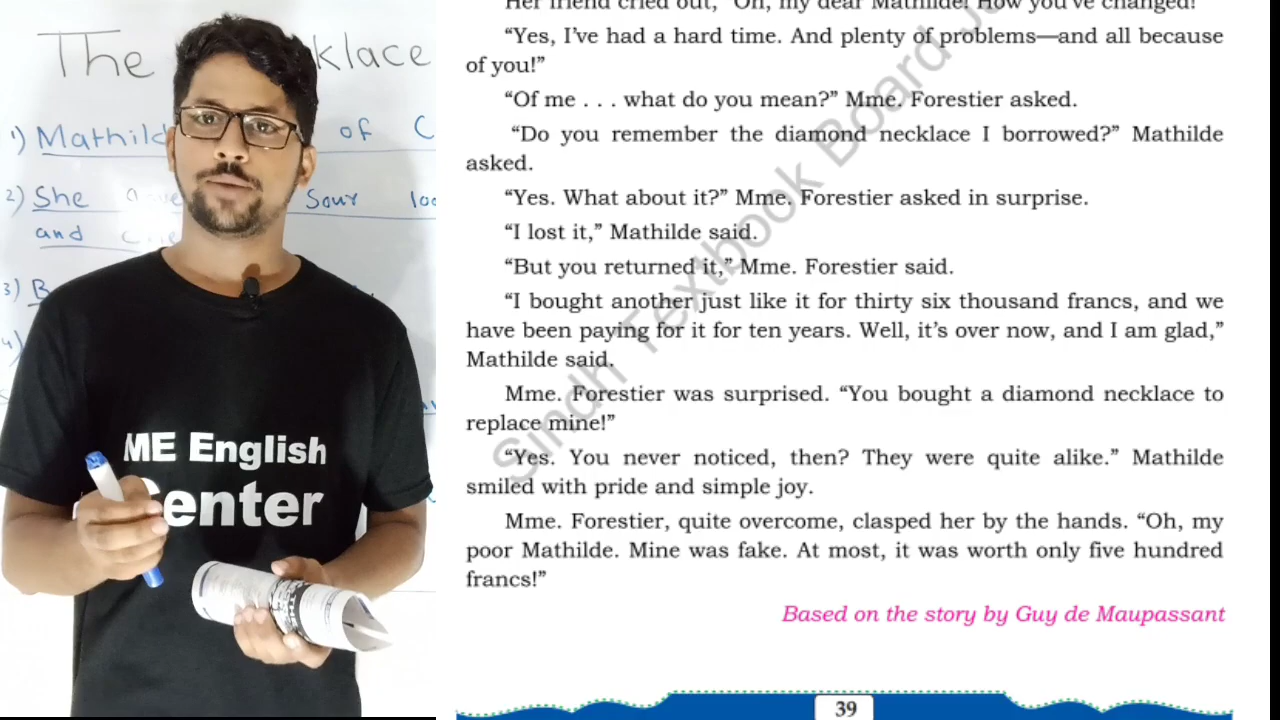 The klace
1) Mathild of C
2) She Sour loo
and
3) B
4)
ME English
Center
Her friend cried out, “Oh, my dear Mathilde! How you’ve changed!”
“Yes, I’ve had a hard time. And plenty of problems—and all because
of you!”
“Of me . . . what do you mean?” Mme. Forestier asked.
“Do you remember the diamond necklace I borrowed?” Mathilde
asked.
“Yes. What about it?” Mme. Forestier asked in surprise.
“I lost it,” Mathilde said.
“But you returned it,” Mme. Forestier said.
“I bought another just like it for thirty six thousand francs, and we
have been paying for it for ten years. Well, it’s over now, and I am glad,”
Mathilde said.
Mme. Forestier was surprised. “You bought a diamond necklace to
replace mine!”
“Yes. You never noticed, then? They were quite alike.” Mathilde
smiled with pride and simple joy.
Mme. Forestier, quite overcome, clasped her by the hands. “Oh, my
poor Mathilde. Mine was fake. At most, it was worth only five hundred
francs!”
Based on the story by Guy de Maupassant
39
Sindh Textbook Board